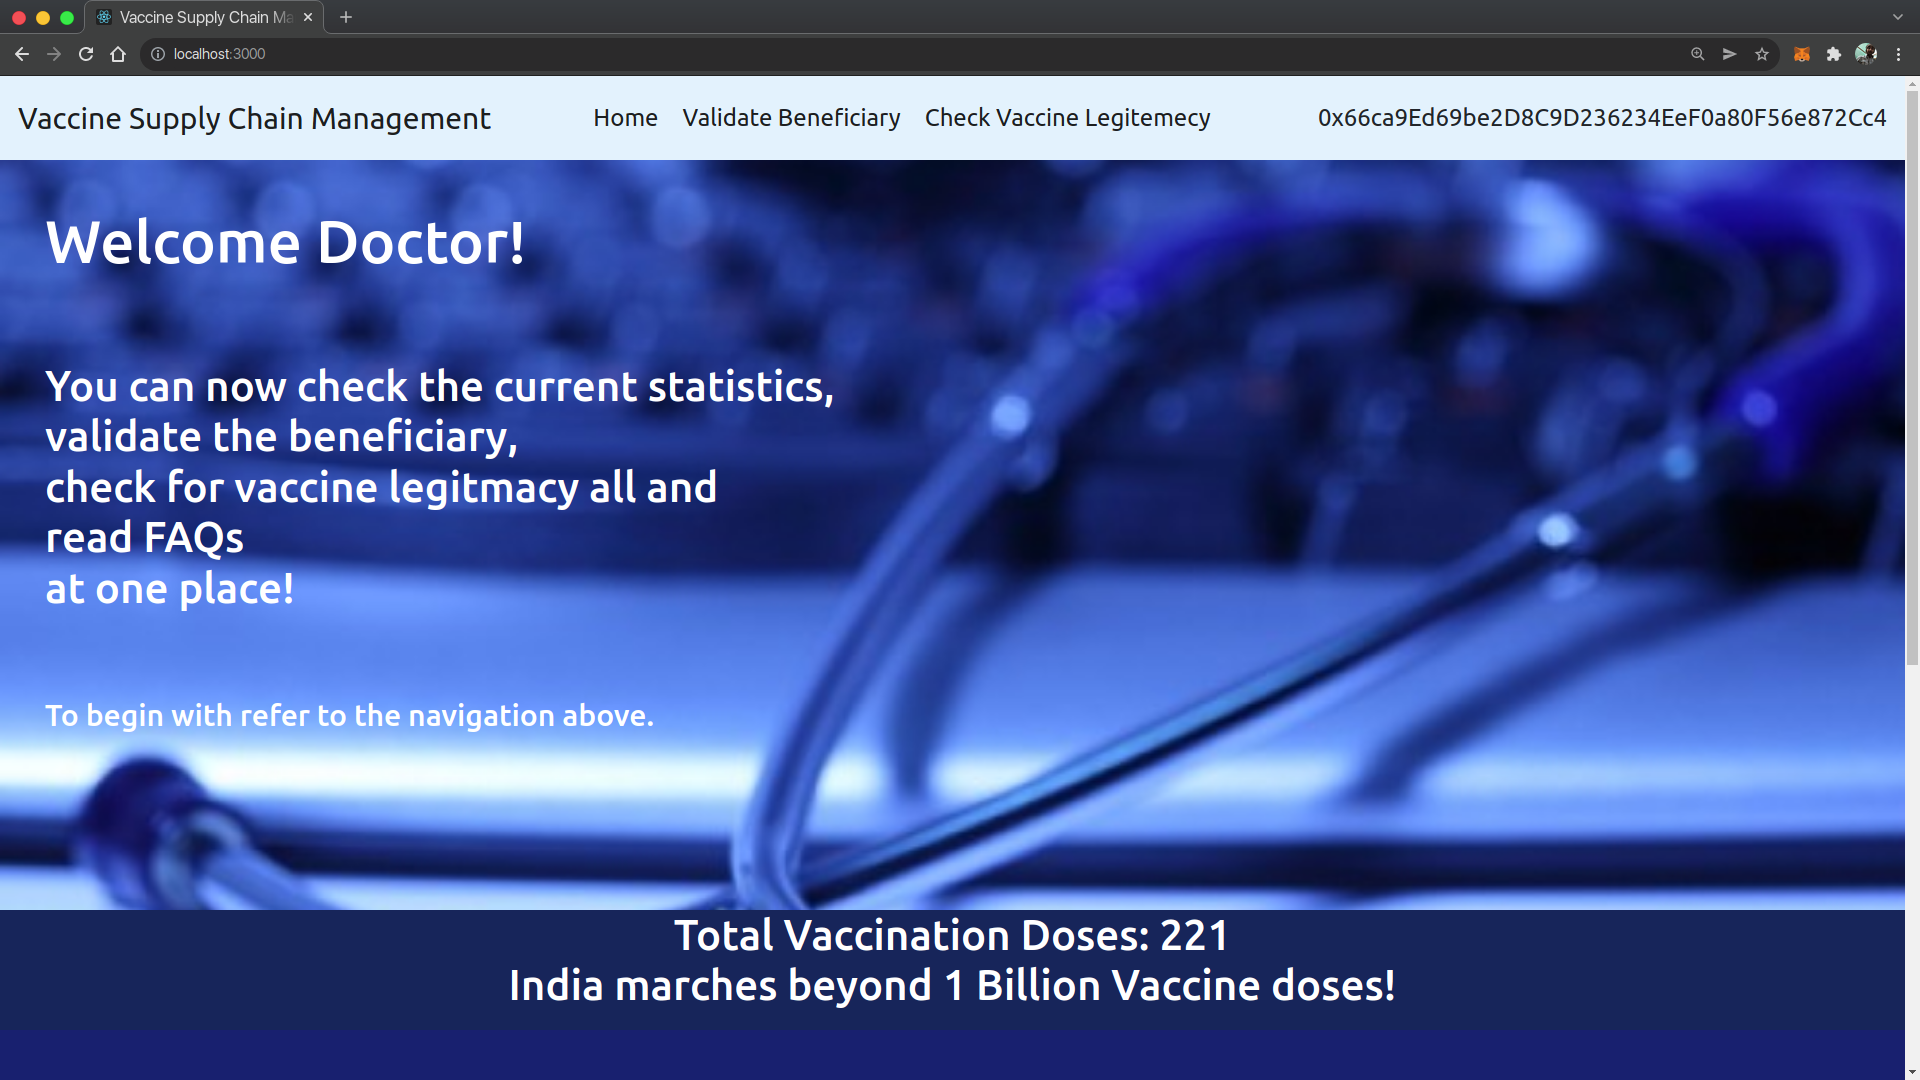 Vaccine Supply Chain Ma
localhost:3000
Vaccine Supply Chain Management
Home Validate Beneficiary Check Vaccine Legitemecy 0x66ca9Ed69be2D8C9D236234EeF0a80F56e872Cc4
Welcome Doctor!
You can now check the current statistics,
validate the beneficiary,
check for vaccine legitmacy all and
read FAQs
at one place!
To begin with refer to the navigation above.
Total Vaccination Doses: 221
India marches beyond 1 Billion Vaccine doses!